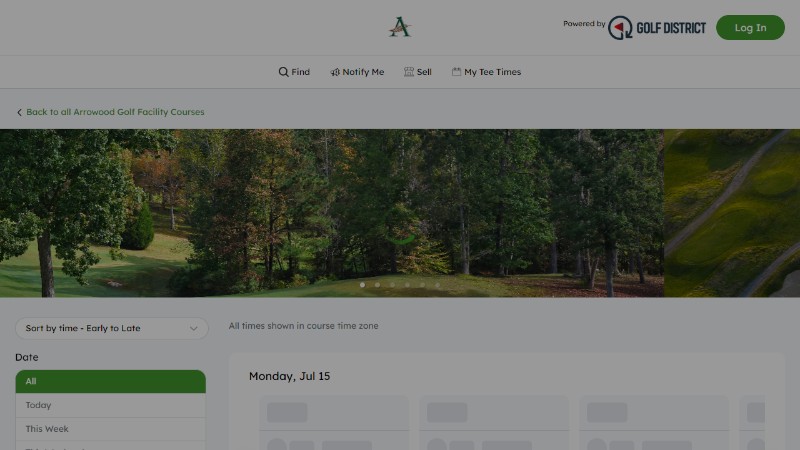 A
Powered by GOLF DISTRICT
Log In
Find
Notify Me
Sell
My Tee Times
Back to all Arrowood Golf Facility Courses
Sort by time - Early to Late
All times shown in course time zone
Date
All
Today
This Week
Monday, Jul 15